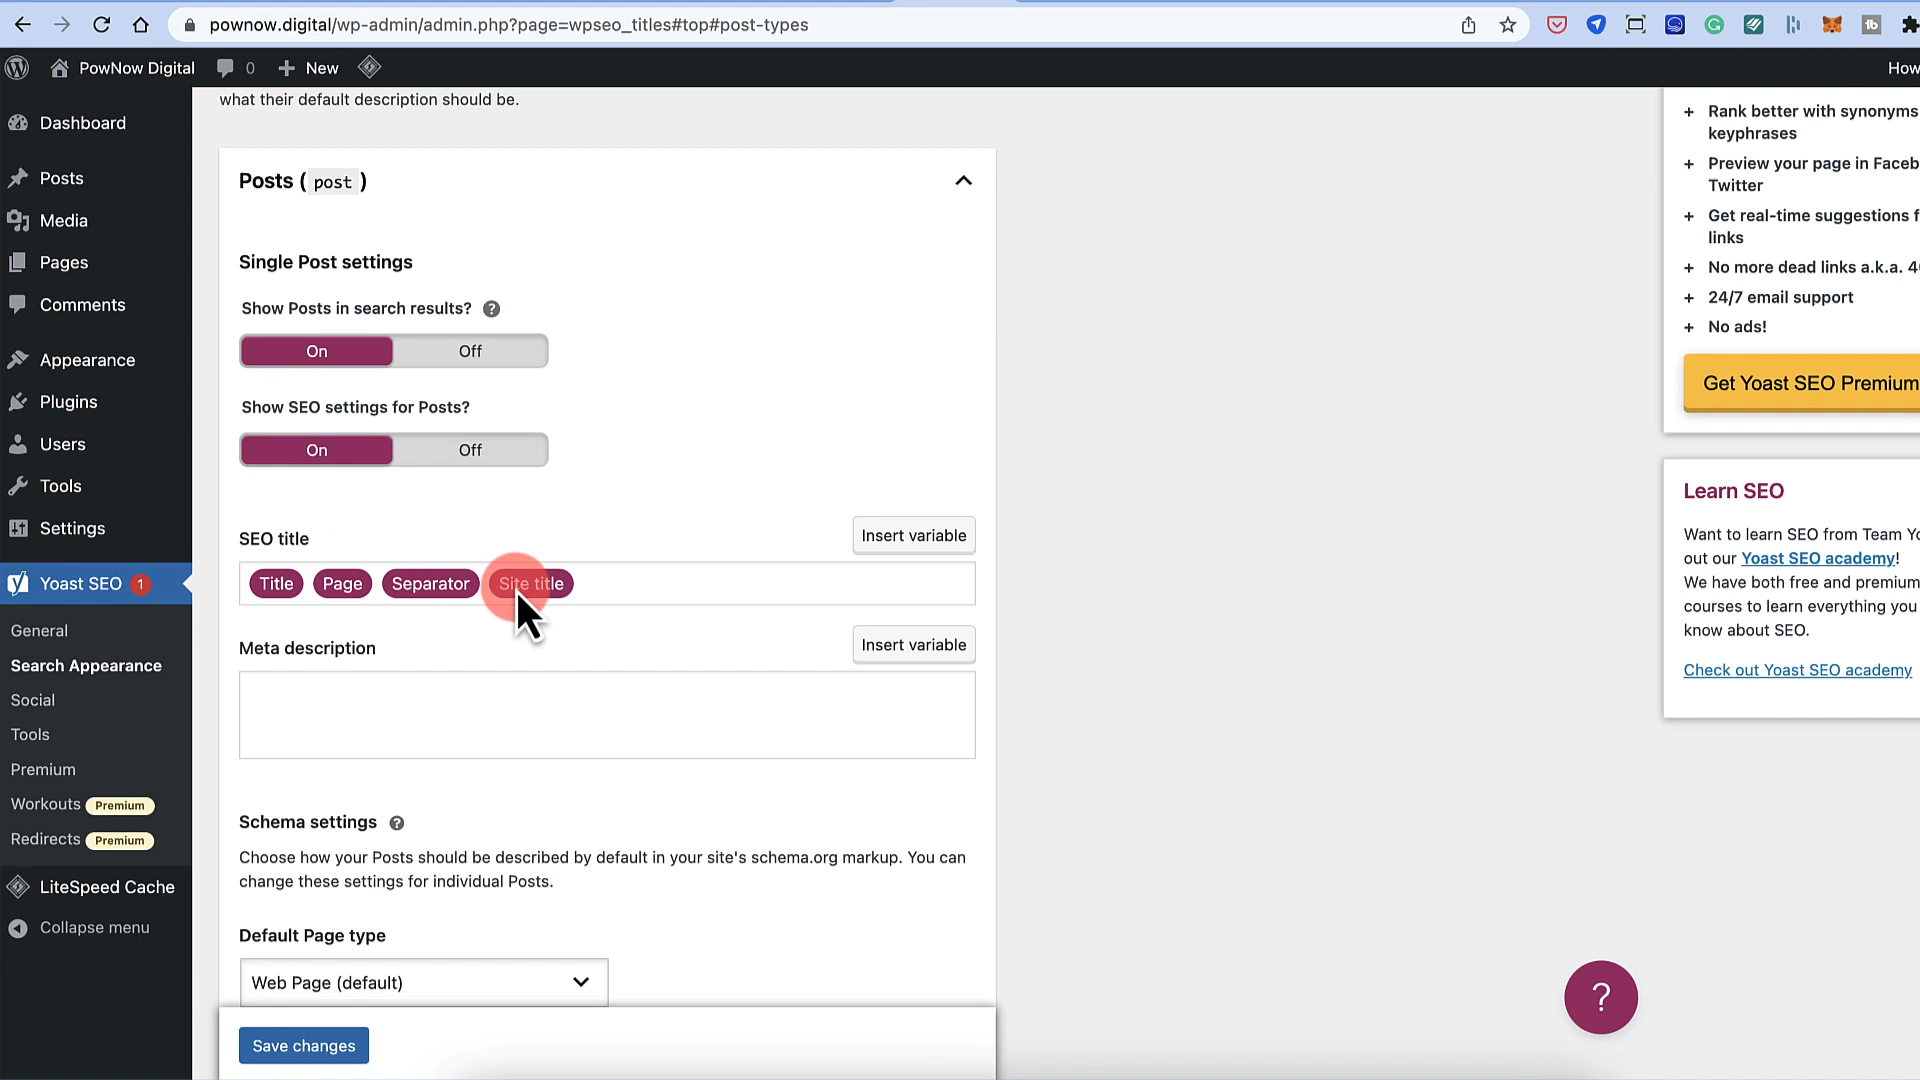 pownow.digital/wp-admin/admin.php?page=wpseo_titles#top#post-types
PowNow Digital
0
New
How
Dashboard
Posts
Media
Pages
Comments
Appearance
Plugins
Users
Tools
Settings
Yoast SEO 1
General
Search Appearance
Social
Tools
Premium
Workouts Premium
Redirects Premium
LiteSpeed Cache
Collapse menu
what their default description should be.
Posts ( post )
Single Post settings
Show Posts in search results? ?
On Off
Show SEO settings for Posts?
On Off
SEO title
Insert variable
Title Page Separator Site title
Meta description
Insert variable
Schema settings ?
Choose how your Posts should be described by default in your site's schema.org markup. You can
change these settings for individual Posts.
Default Page type
Web Page (default)
Save changes
+ Rank better with synonyms
keyphrases
+ Preview your page in Faceb
Twitter
+ Get real-time suggestions f
links
+ No more dead links a.k.a. 4
+ 24/7 email support
+ No ads!
Get Yoast SEO Premium
Learn SEO
Want to learn SEO from Team Yo
out our Yoast SEO academy!
We have both free and premium
courses to learn everything you
know about SEO.
Check out Yoast SEO academy
?